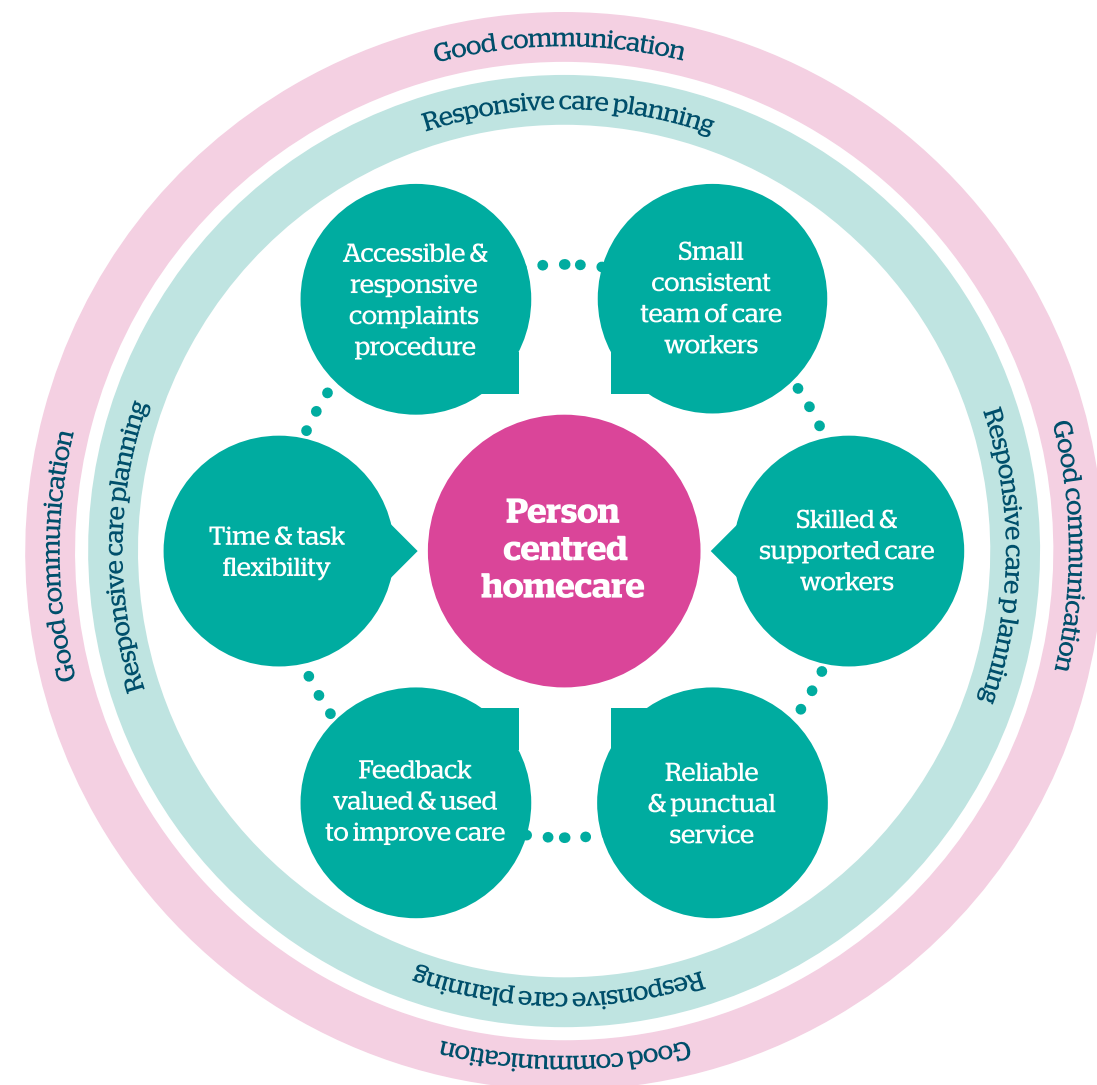 Good communication
Responsive care planning
Accessible &
responsive
complaints
procedure
Small
consistent
team of care
workers
Good communication
Responsive care planning
Time & task
flexibility
Person
centred
homecare
Skilled &
supported care
workers
Responsive care p lanning
Good communication
Feedback
valued & used
to improve care
Reliable
& punctual
service
Responsive care planning
Good communication